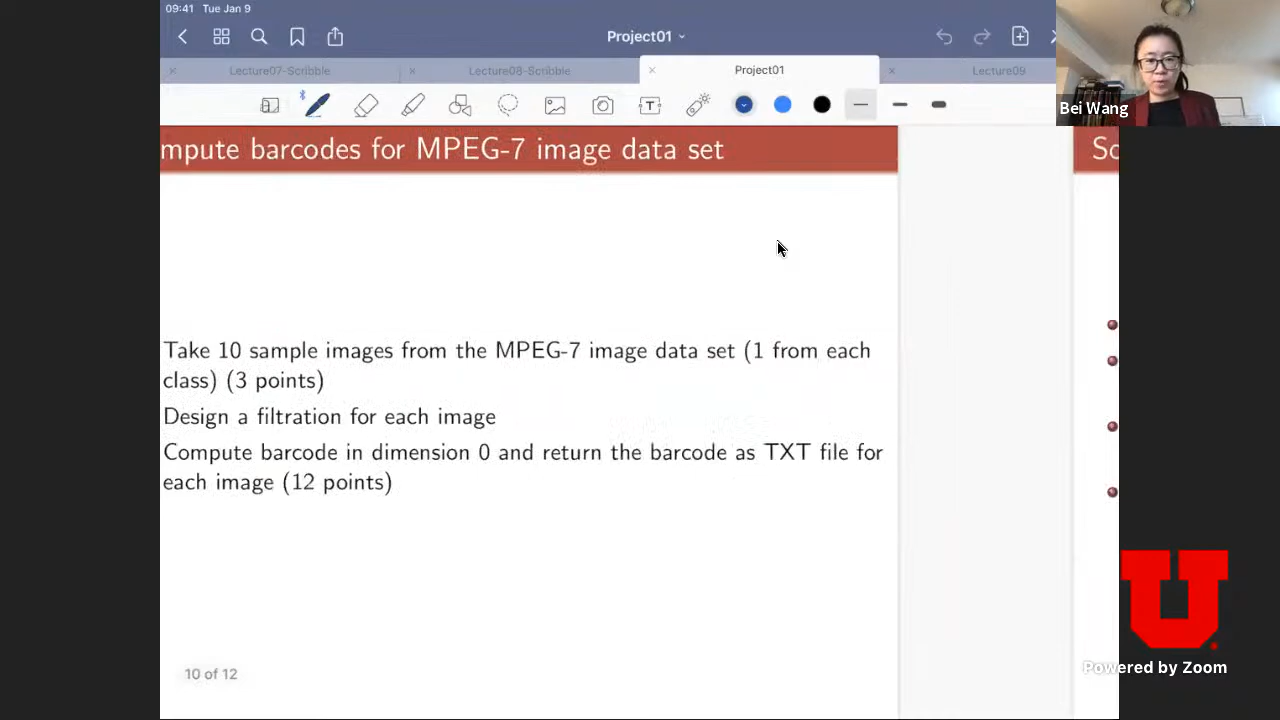 09:41 Tue Jan 9
Project01
Lecture07-Scribble
Lecture08-Scribble
Project01
Lecture09
T
Bei Wang
mpute barcodes for MPEG-7 image data set
Sc
Take 10 sample images from the MPEG-7 image data set (1 from each
class) (3 points)
Design a filtration for each image
Compute barcode in dimension 0 and return the barcode as TXT file for
each image (12 points)
10 of 12
U
Powered by Zoom